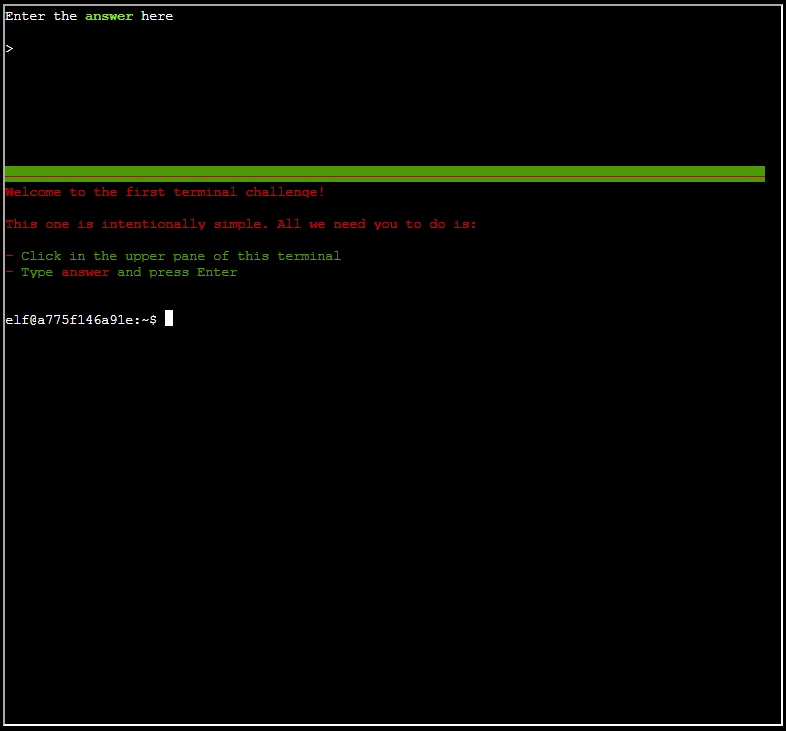 Enter the answer here
>
Welcome to the first terminal challenge!
This one is intentionally simple. All we need you to do is:
- Click in the upper pane of this terminal
- Type answer and press Enter
elf@a775f146a91e:~$